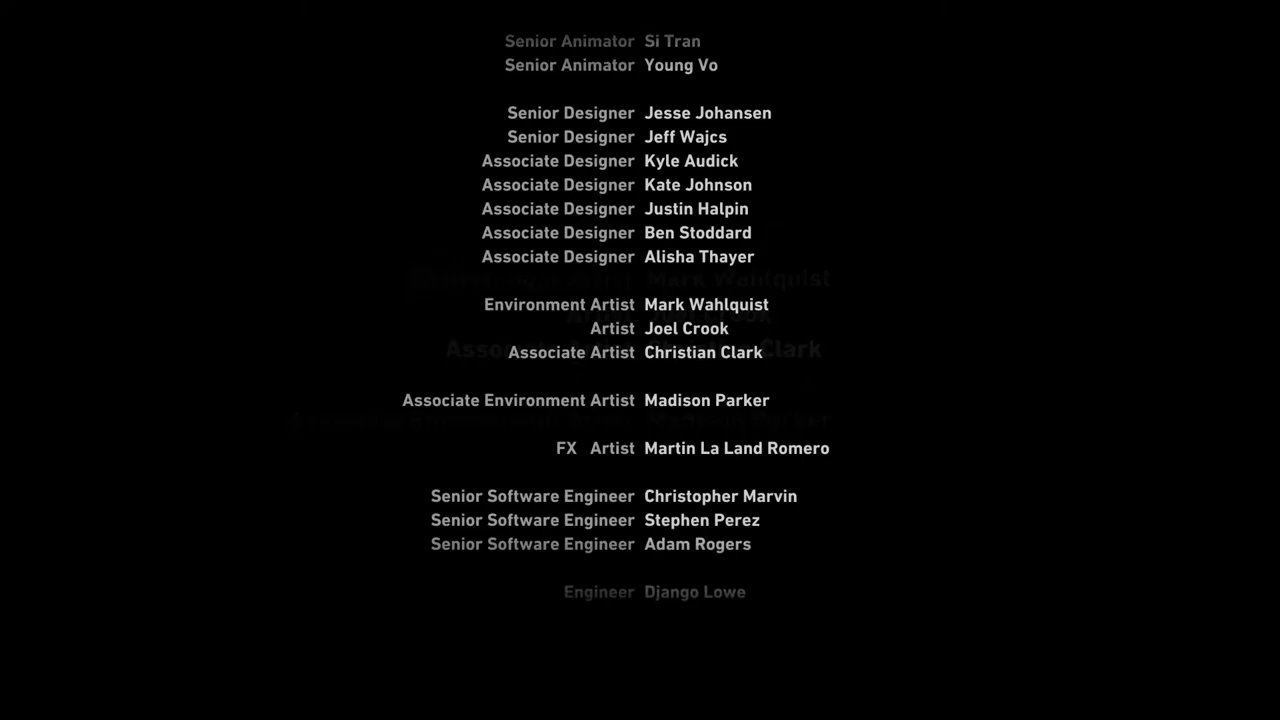 Senior Animator Si Tran
Senior Animator Young Vo
Senior Designer Jesse Johansen
Senior Designer Jeff Wajcs
Associate Designer Kyle Audick
Associate Designer Kate Johnson
Associate Designer Justin Halpin
Associate Designer Ben Stoddard
Associate Designer Alisha Thayer
Environment Artist Mark Wahlquist
Artist Joel Crook
Associate Artist Christian Clark
Associate Environment Artist Madison Parker
FX Artist Martin La Land Romero
Senior Software Engineer Christopher Marvin
Senior Software Engineer Stephen Perez
Senior Software Engineer Adam Rogers
Engineer Django Lowe